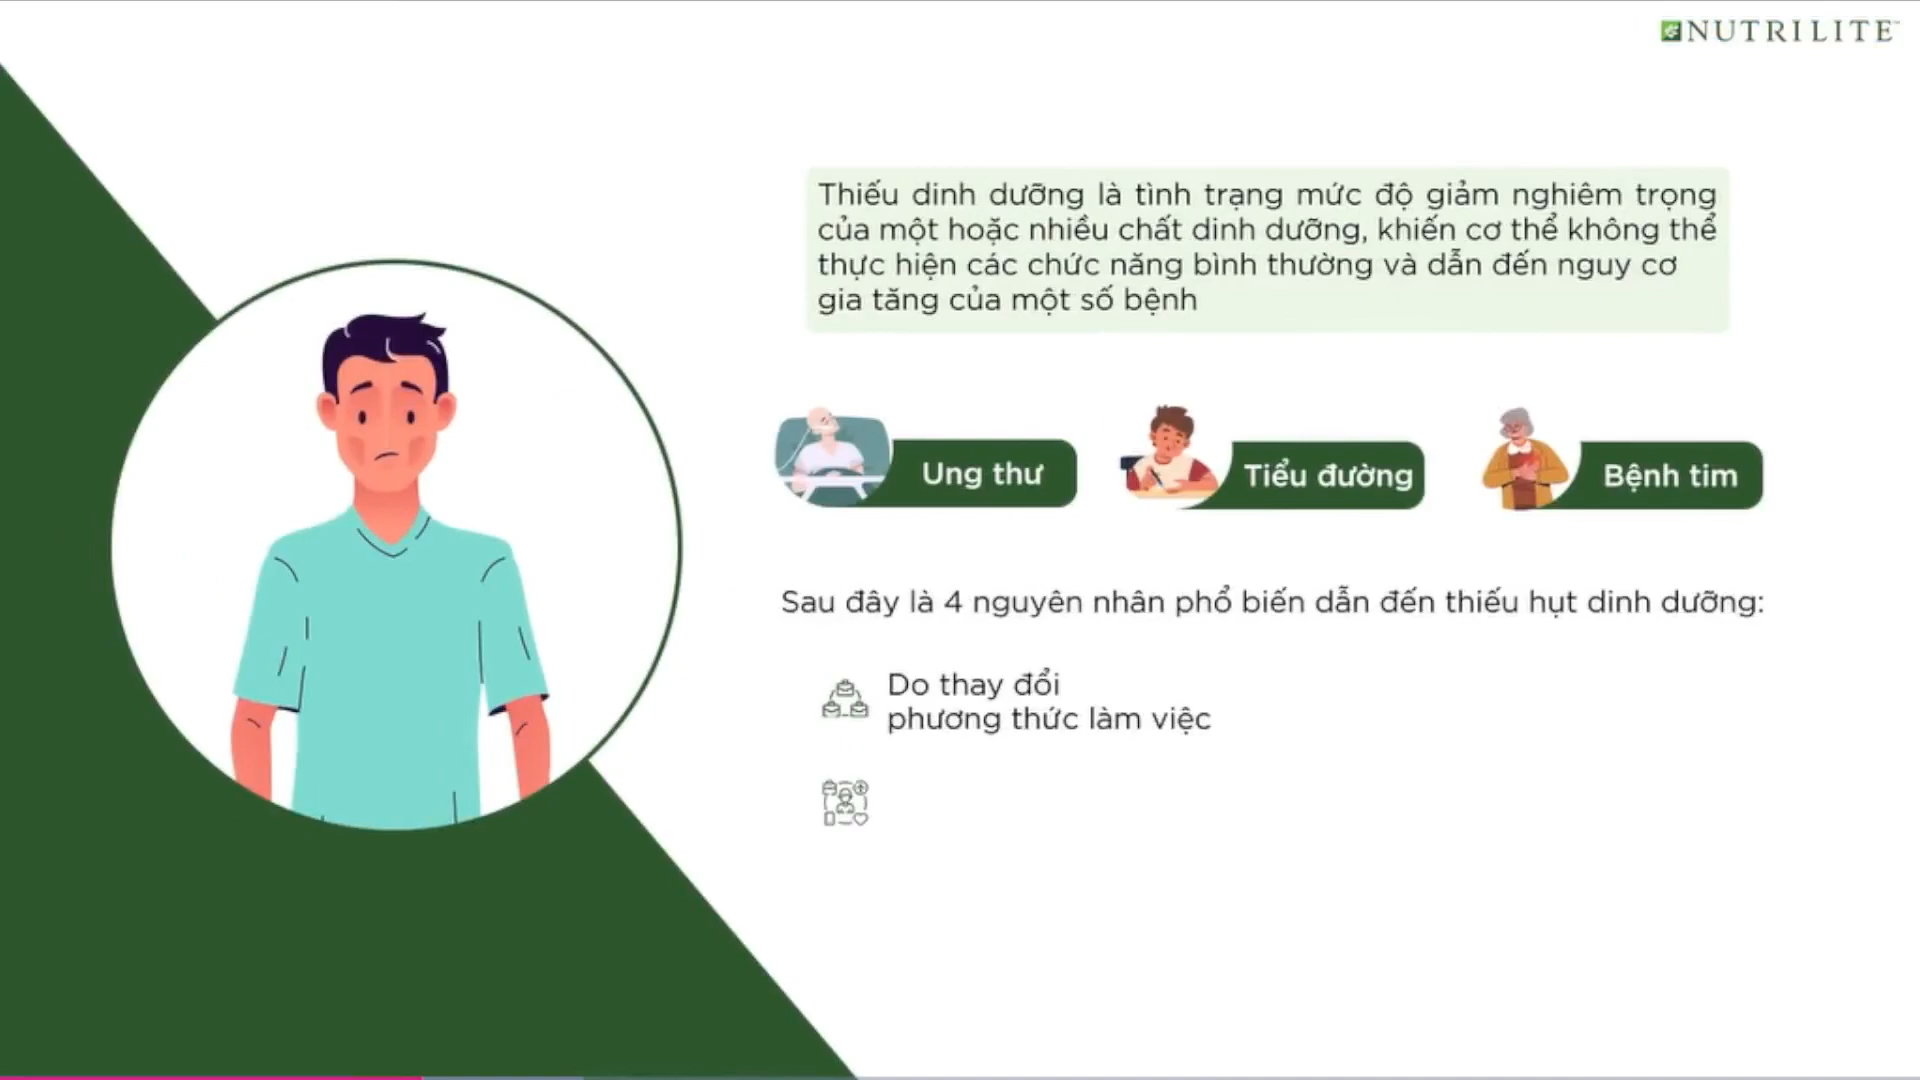 NUTRILITE™
Thiếu dinh dưỡng là tình trạng mức độ giảm nghiêm trọng
của một hoặc nhiều chất dinh dưỡng, khiến cơ thể không thể
thực hiện các chức năng bình thường và dẫn đến nguy cơ
gia tăng của một số bệnh
Ung thư
Tiểu đường
Bệnh tim
Sau đây là 4 nguyên nhân phổ biến dẫn đến thiếu hụt dinh dưỡng:
Do thay đổi
phương thức làm việc